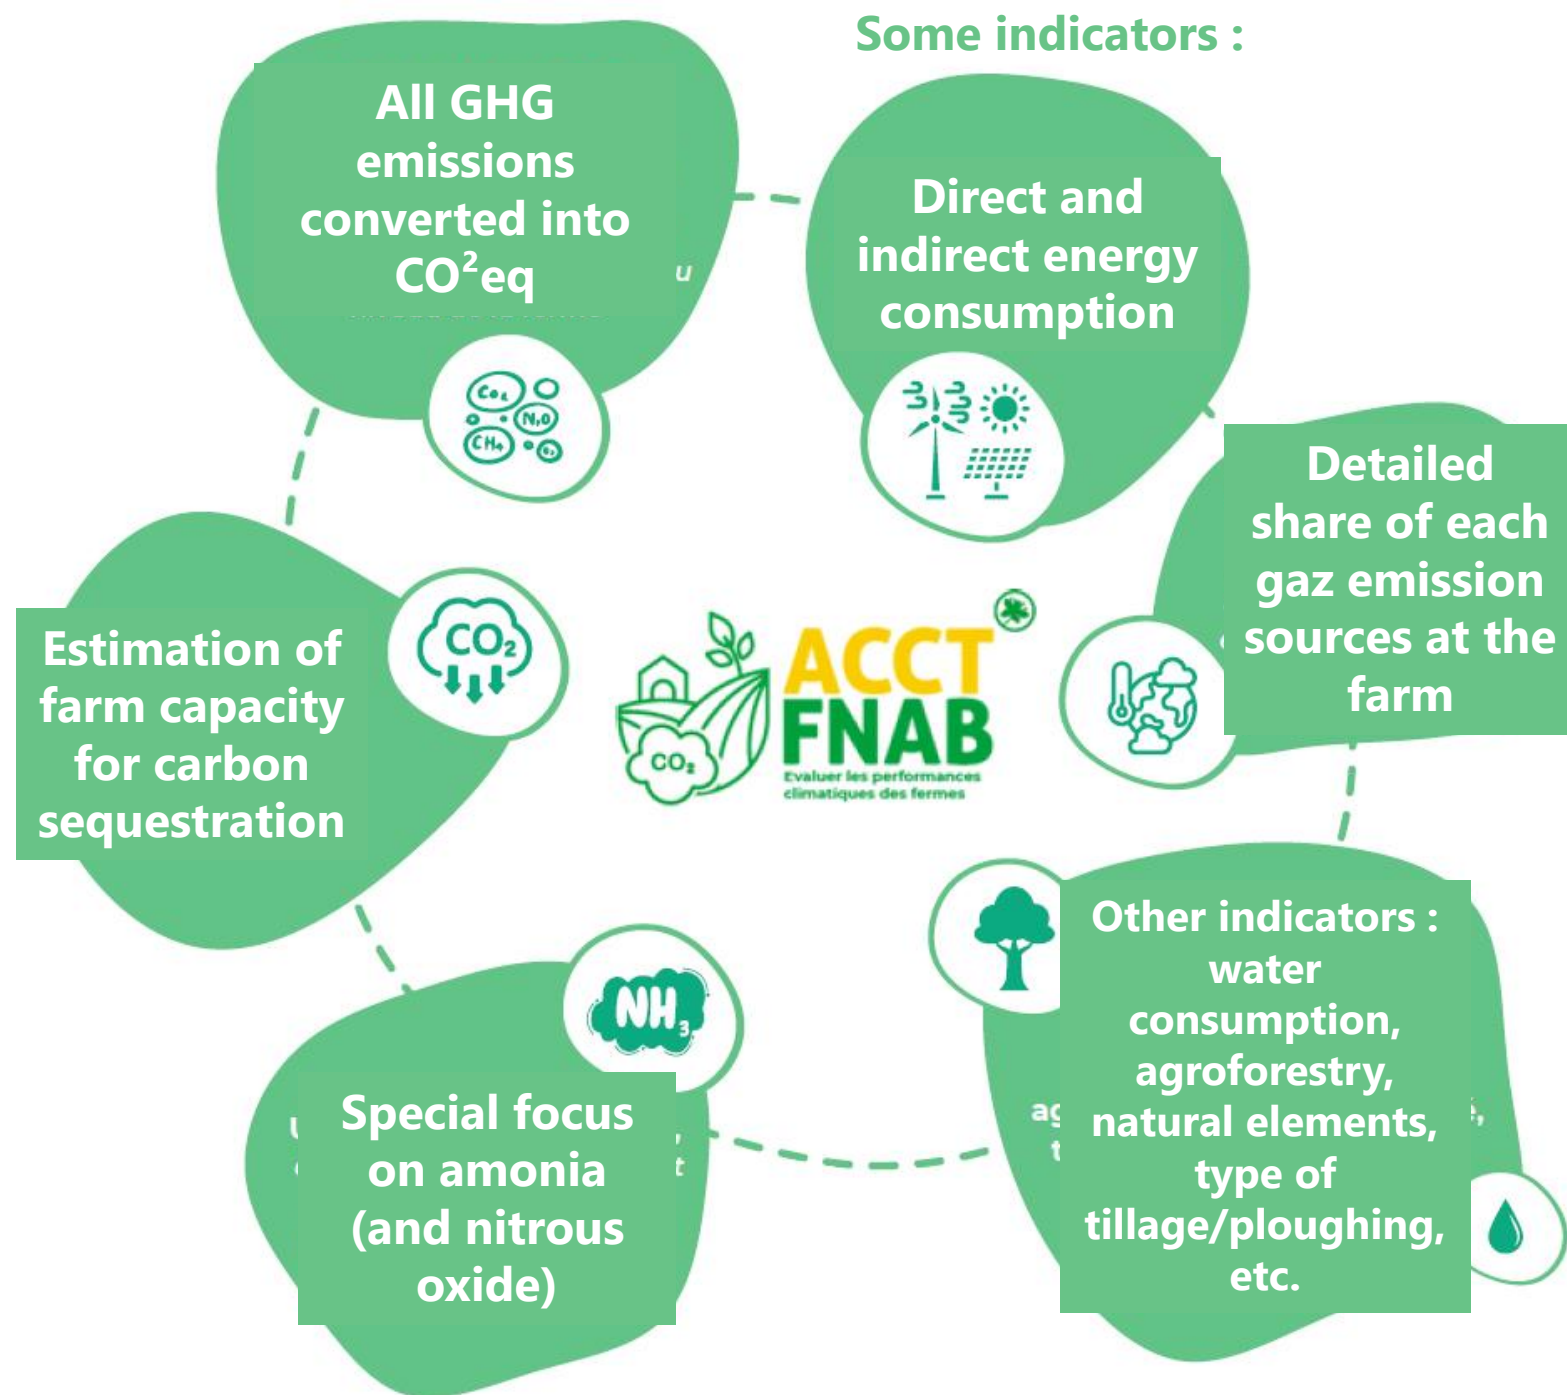 Some indicators :
All GHG
emissions
converted into
CO²eq
u
CO₂
N₂O
CH₄
Direct and
indirect energy
consumption
Detailed
share of each
gaz emission
sources at the
farm
Estimation of
farm capacity
for carbon
sequestration
CO₂
ACCT
FNAB
Evaluer les performances
climatiques des fermes
CO₂
Other indicators :
water
consumption,
agroforestry,
natural elements,
type of
tillage/ploughing,
etc.
NH₃
Special focus
on amonia
(and nitrous
oxide)